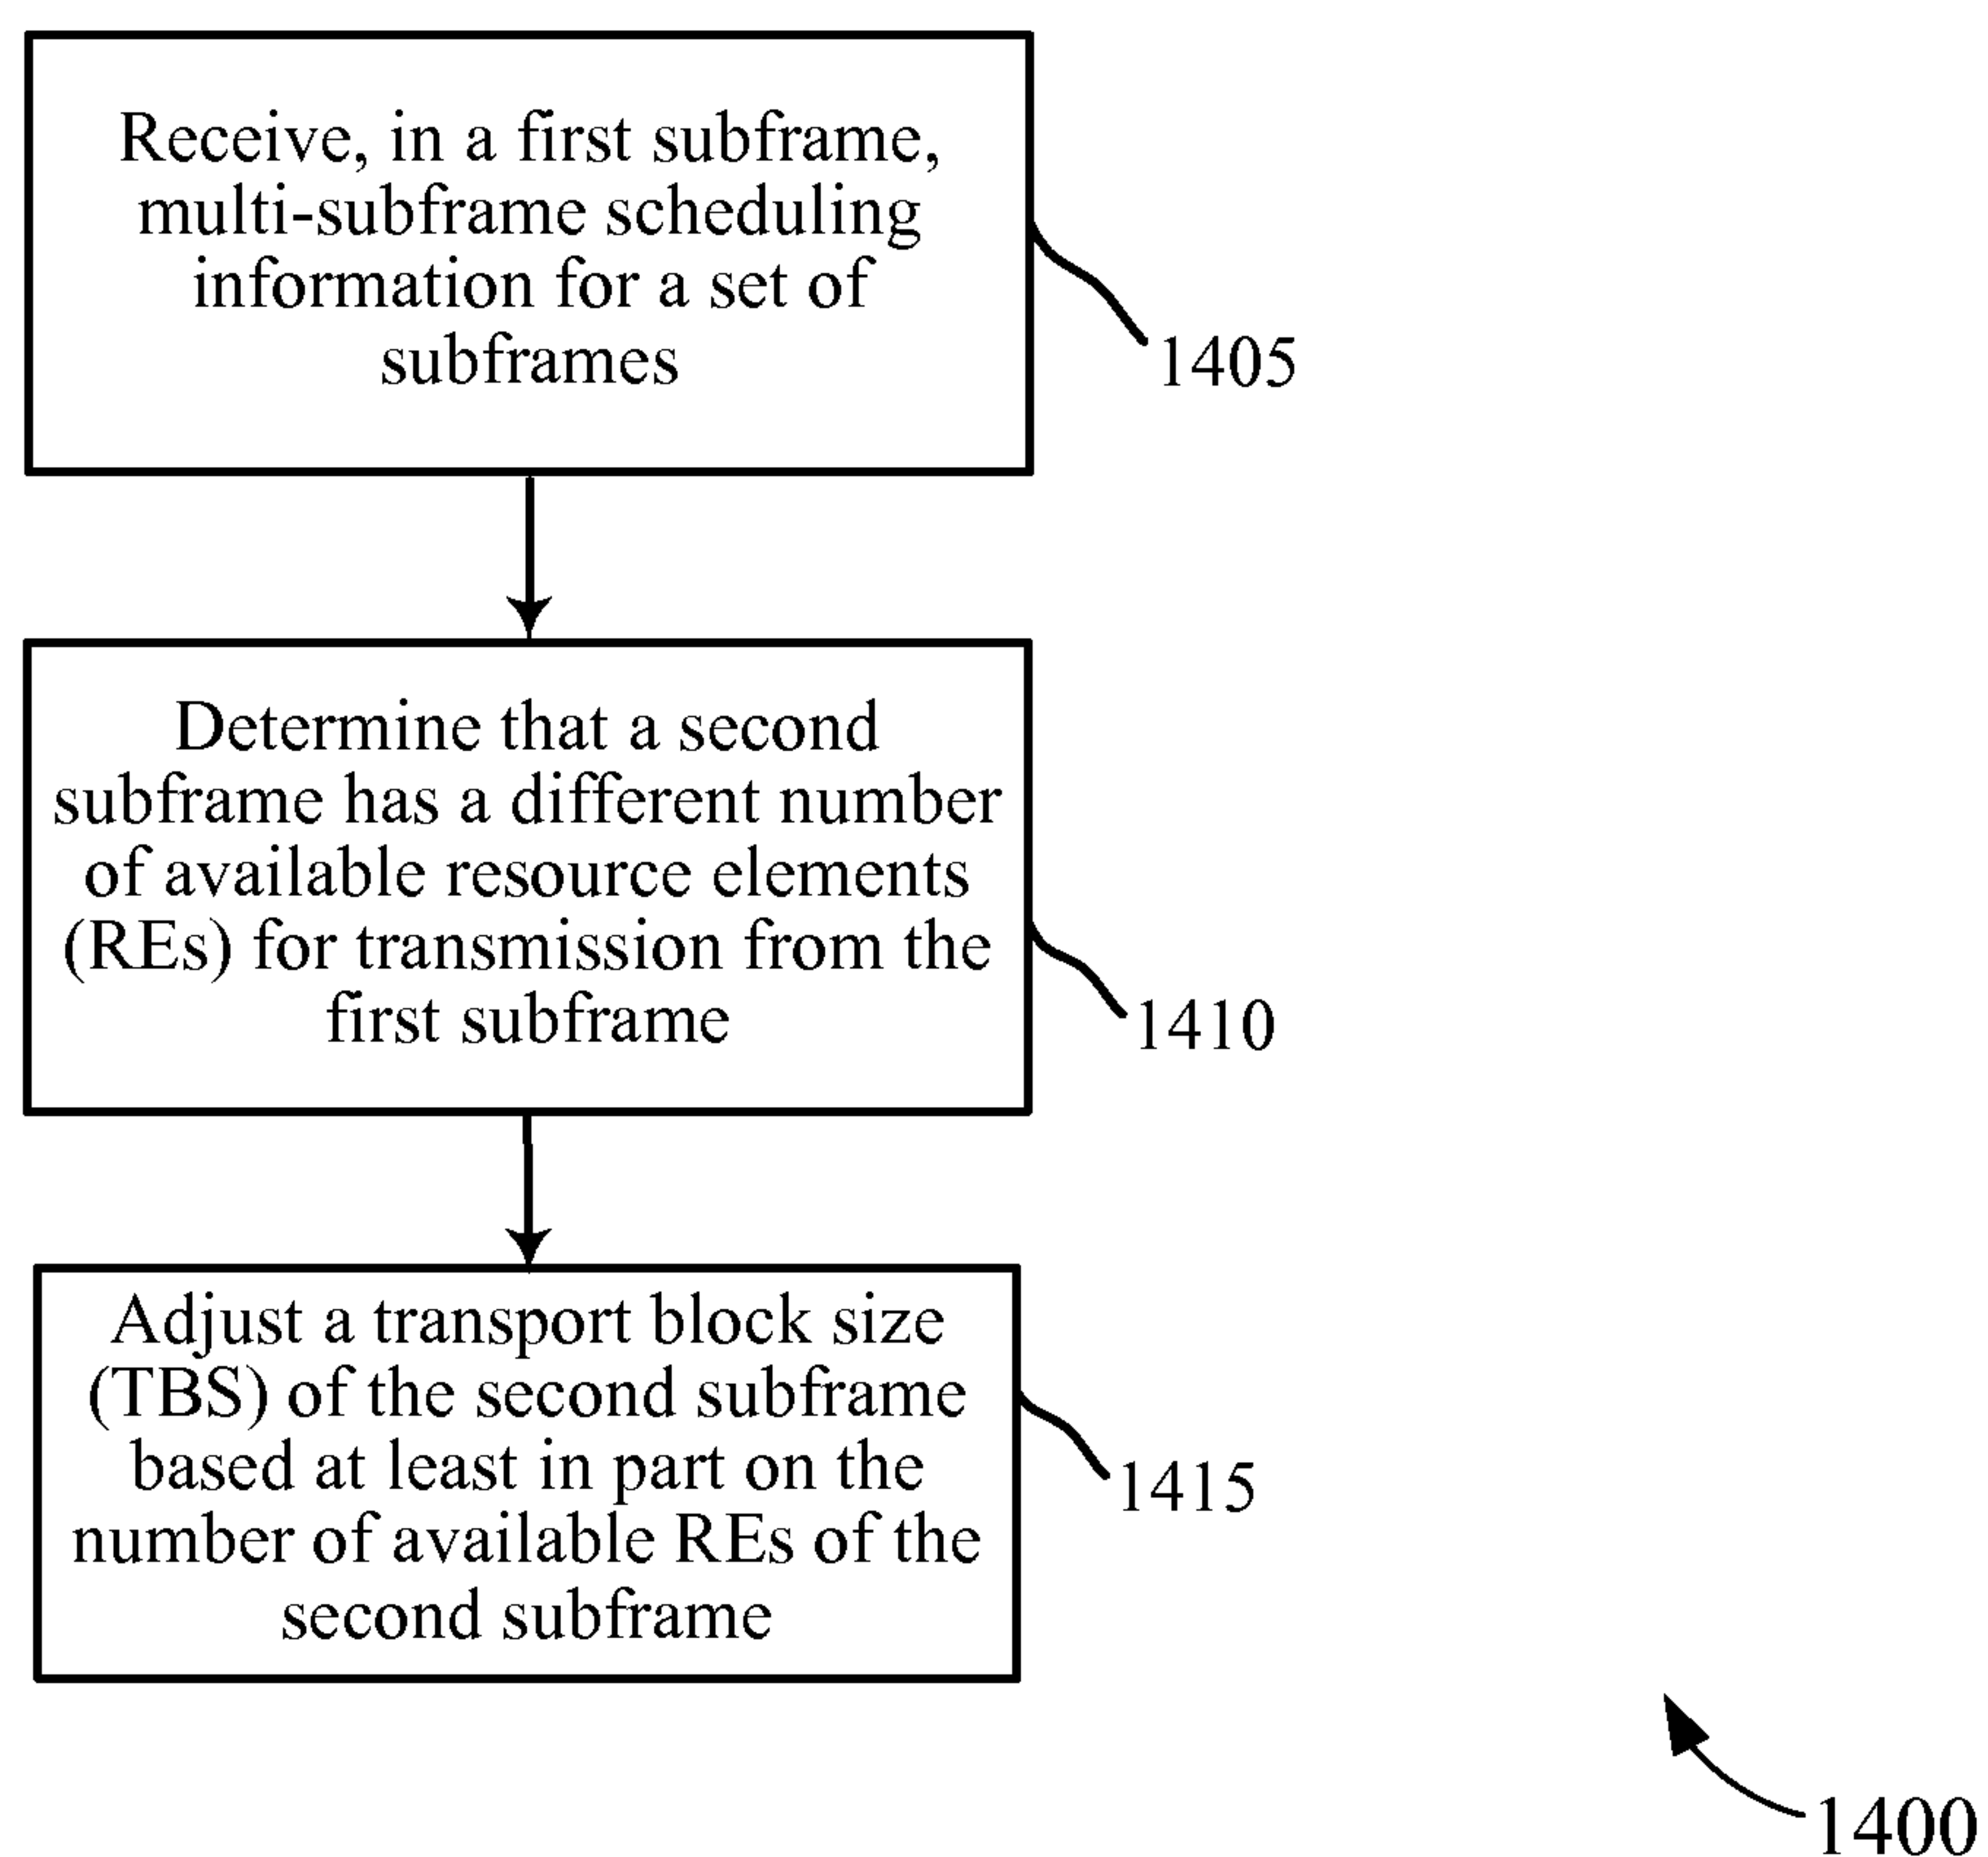 Receive, in a first subframe,
multi-subframe scheduling
information for a set of
subframes
1405
Determine that a second
subframe has a different number
of available resource elements
(REs) for transmission from the
first subframe
1410
Adjust a transport block size
(TBS) of the second subframe
based at least in part on the
number of available REs of the
second subframe
1415
1400